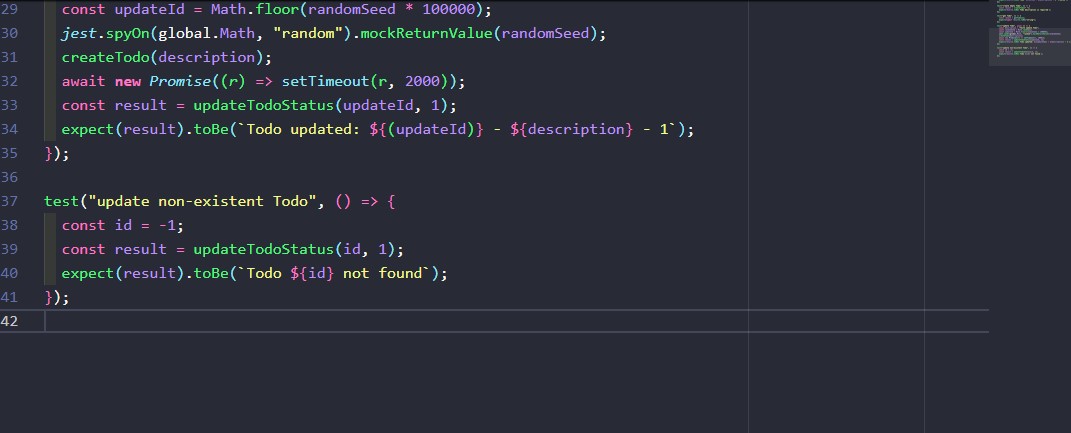 29 const updateId = Math.floor(randomSeed * 100000);
30 jest.spyOn(global.Math, "random").mockReturnValue(randomSeed);
31 createTodo(description);
32 await new Promise((r) => setTimeout(r, 2000));
33 const result = updateTodoStatus(updateId, 1);
34 expect(result).toBe(`Todo updated: ${(updateId)} - ${description} - 1`);
35 });
36
37 test("update non-existent Todo", () => {
38 const id = -1;
39 const result = updateTodoStatus(id, 1);
40 expect(result).toBe(`Todo ${id} not found`);
41 });
42